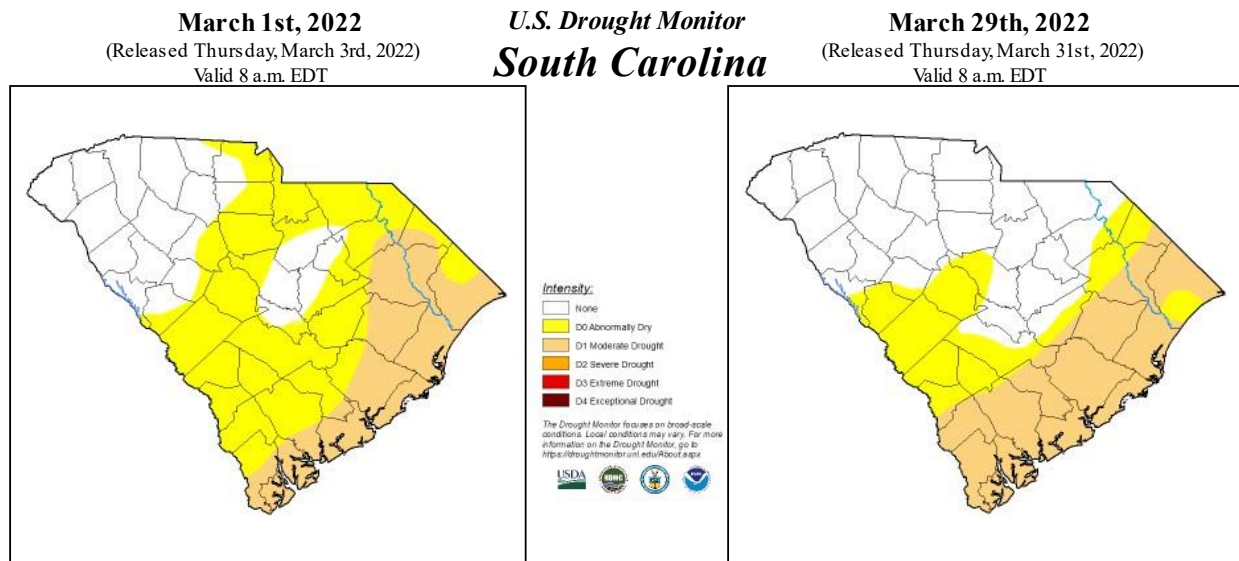 March 1st, 2022
(Released Thursday, March 3rd, 2022)
Valid 8 a.m. EDT
U.S. Drought Monitor
South Carolina
March 29th, 2022
(Released Thursday, March 31st, 2022)
Valid 8 a.m. EDT
Intensity:
None
D0 Abnormally Dry
D1 Moderate Drought
D2 Severe Drought
D3 Extreme Drought
D4 Exceptional Drought
The Drought Monitor focuses on broad-scale
conditions. Local conditions may vary. For more
information on the Drought Monitor, go to
https://droughtmonitor.unl.edu/About.aspx
USDA
NDMC